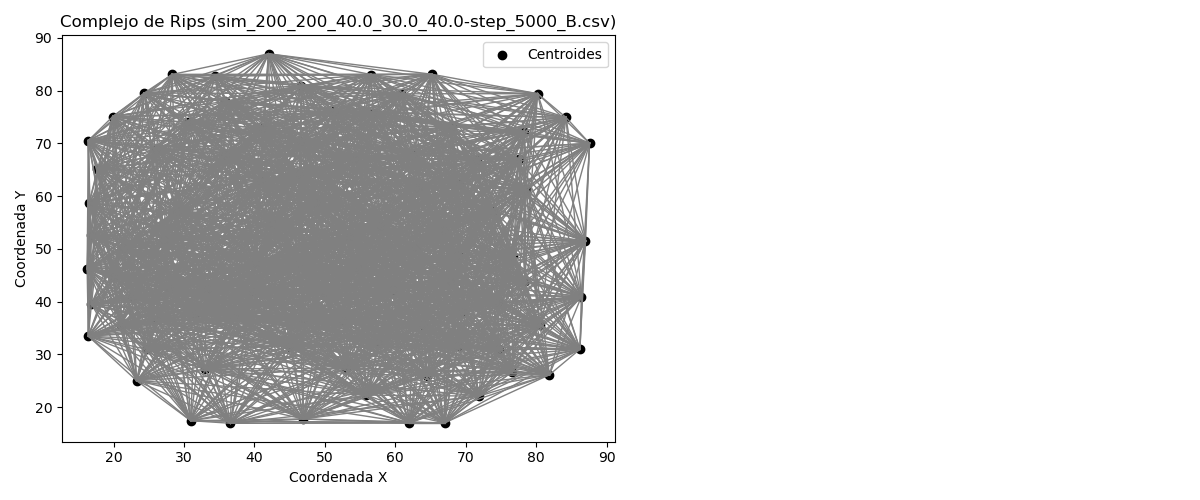 Complejo de Rips (sim_200_200_40.0_30.0_40.0-step_5000_B.csv)
90
80
70
60
50
40
30
20
Coordenada Y
Centroides
20 30 40 50 60 70 80 90
Coordenada X